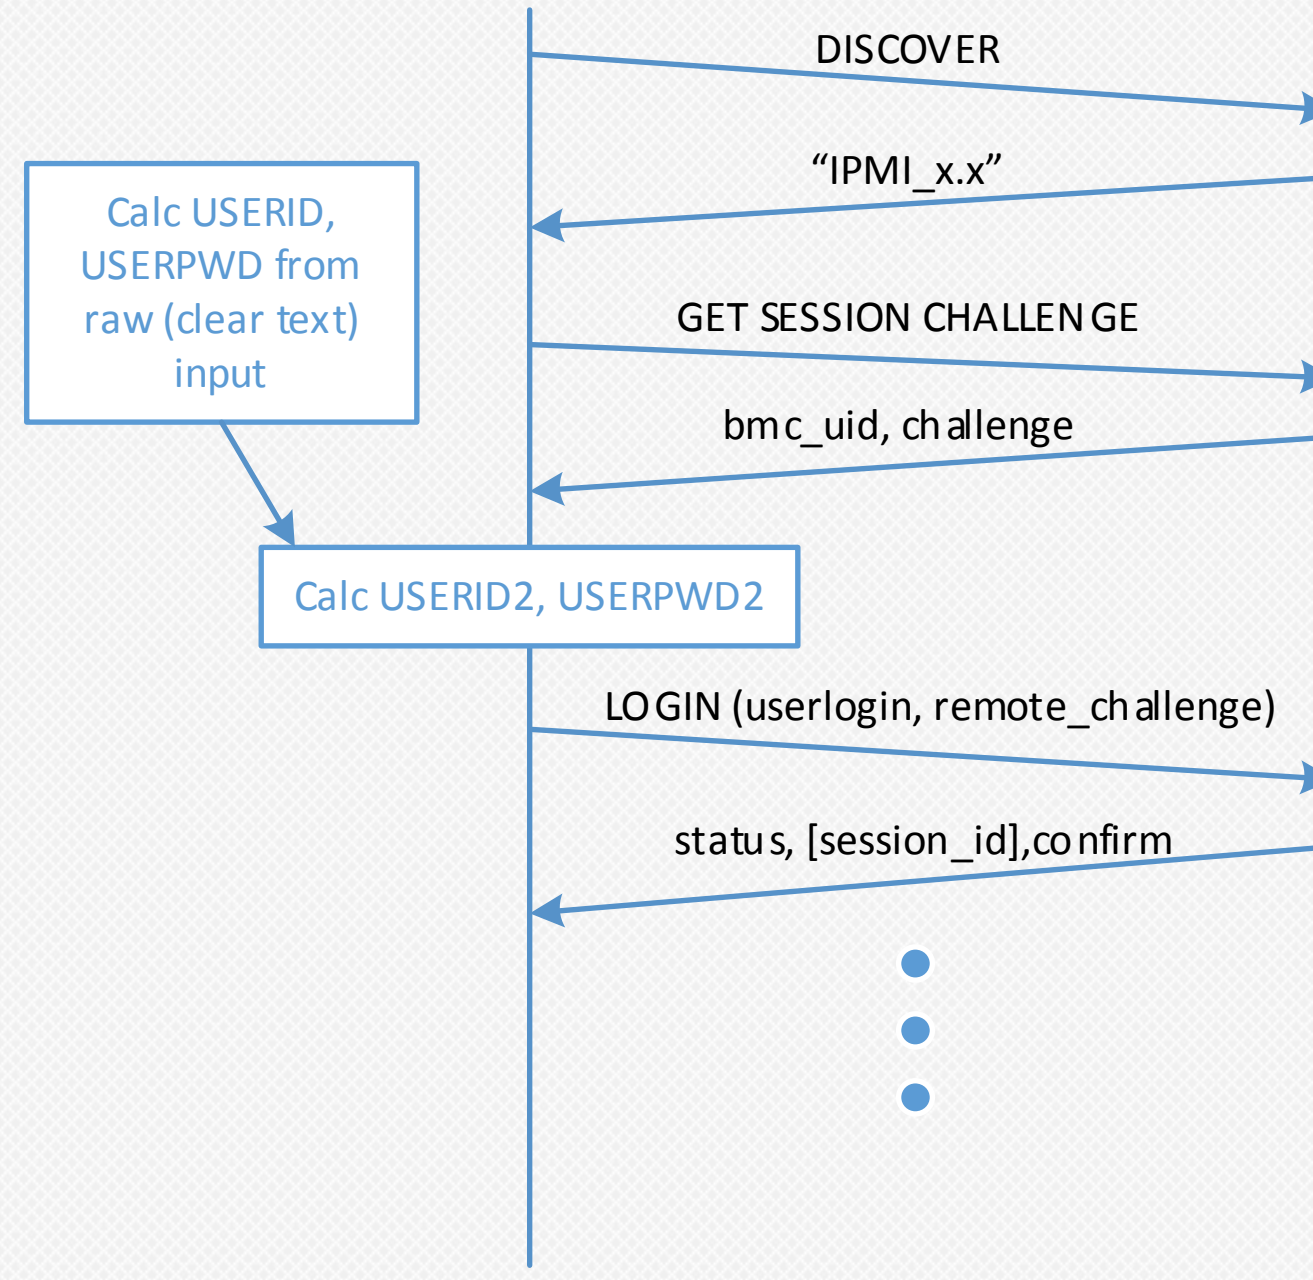 DISCOVER
“IPMI_x.x”
Calc USERID,
USERPWD from
raw (clear text)
input
GET SESSION CHALLENGE
bmc_uid, challenge
Calc USERID2, USERPWD2
LOGIN (userlogin, remote_challenge)
status, [session_id],confirm